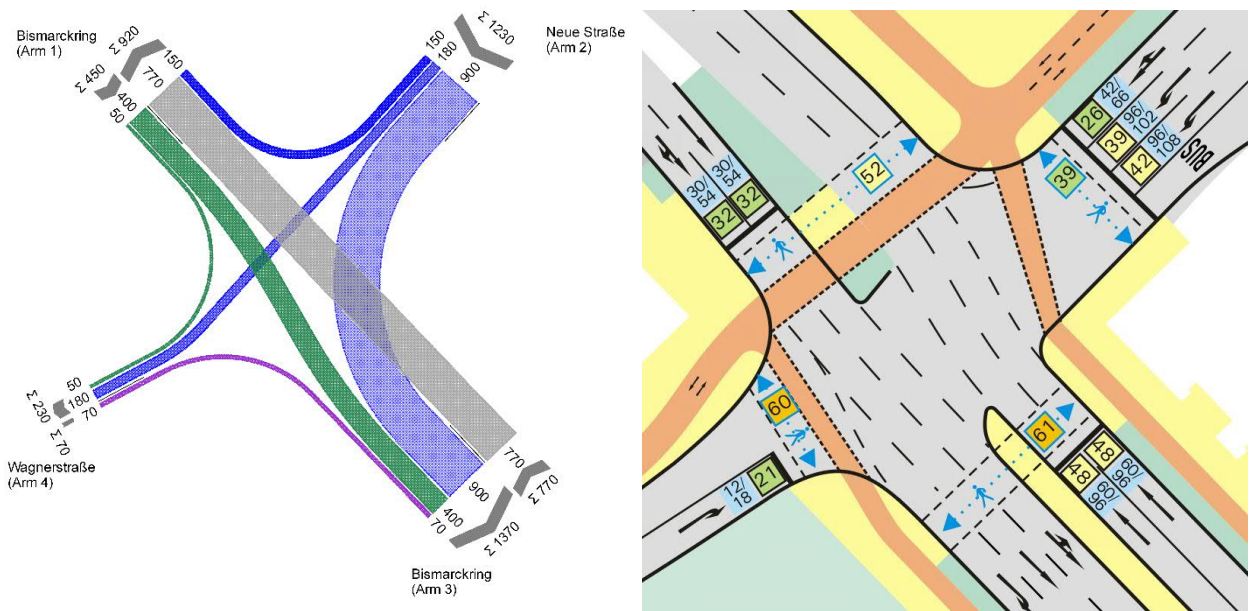 Bismarckring
(Arm 1)
Σ 920
Σ 450
150
770
400
50
150
180
900
Σ 1230
Neue Straße
(Arm 2)
50
180
70
Σ 230
Σ 70
Wagnerstraße
(Arm 4)
770
900
400
70
Σ 770
Σ 1370
Bismarckring
(Arm 3)
30/
54
30/
54
32
32
52
26
39
42
42/
66
96/
102
96/
108
BUS
39
60
61
12/
18
21
48
48
60/
96
60/
96